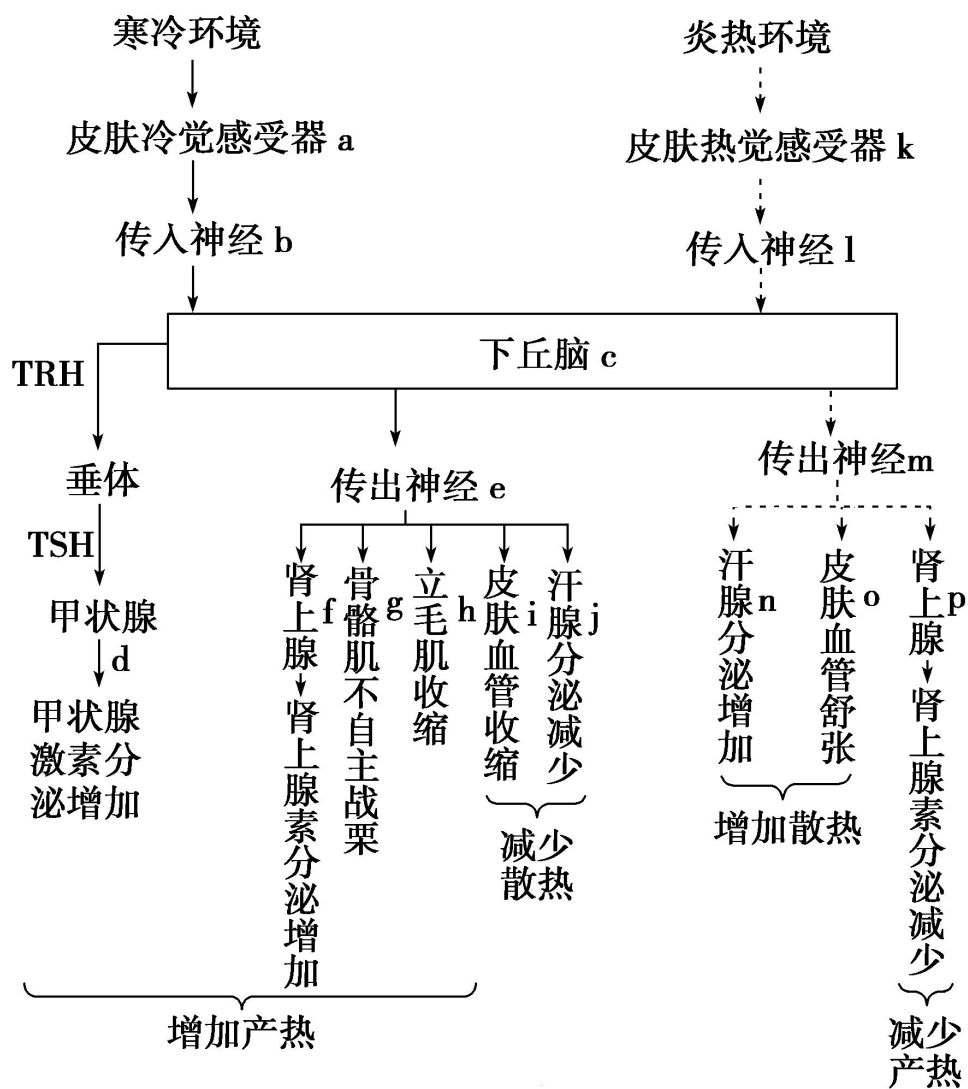 寒冷环境
炎热环境
皮肤冷觉感受器 a
皮肤热觉感受器 k
传入神经 b
传入神经 l
下丘脑 c
TRH
垂体
传出神经 e
传出神经m
TSH
甲状腺
d
甲状腺
激素分
泌增加
肾上腺 f
肾上腺素分泌增加
骨骼肌不自主战栗 g
立毛肌收缩 h
皮肤血管收缩 i
汗腺分泌减少 j
汗腺分泌增加 n
皮肤血管舒张 o
肾上腺 p
肾上腺素分泌减少
减少
散热
增加散热
增加产热
减少
产热